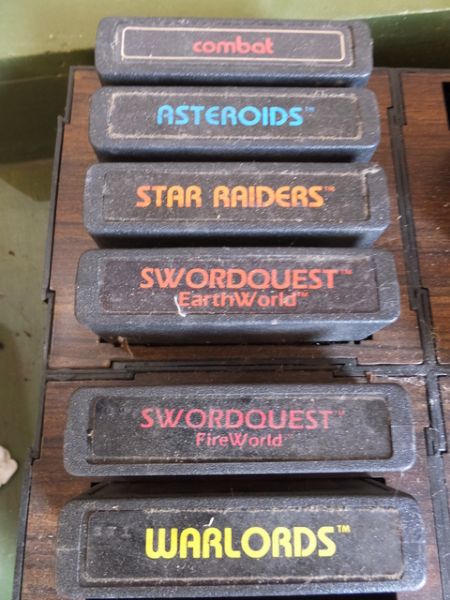 combat
ASTEROIDS™
STAR RAIDERS™
SWORDQUEST™
EarthWorld™
SWORDQUEST™
FireWorld
WARLORDS™